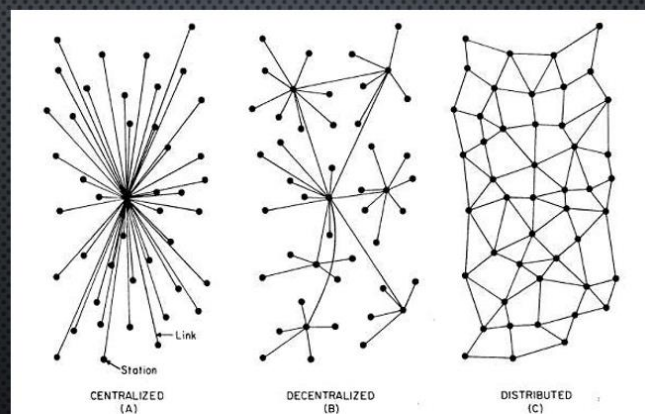 Link
Station
CENTRALIZED
(A)
DECENTRALIZED
(B)
DISTRIBUTED
(C)